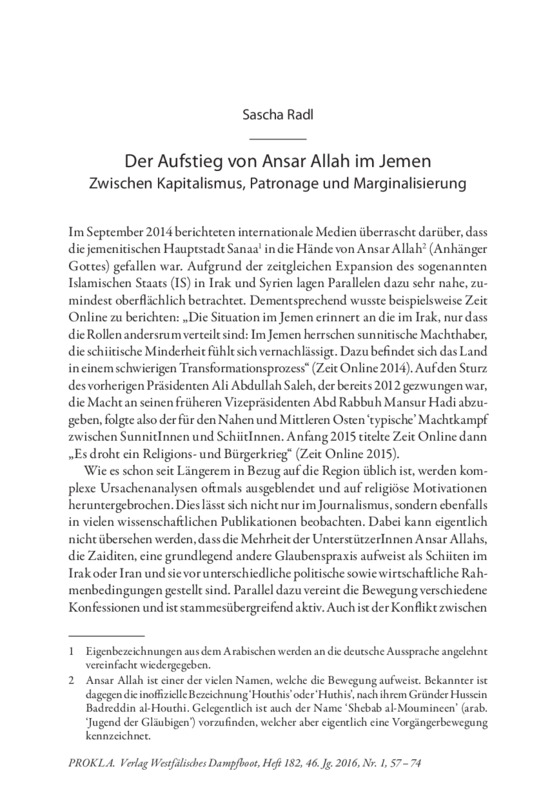 Sascha Radl
Der Aufstieg von Ansar Allah im Jemen
Zwischen Kapitalismus, Patronage und Marginalisierung
Im September 2014 berichteten internationale Medien überrascht darüber, dass
die jemenitischen Hauptstadt Sanaa¹ in die Hände von Ansar Allah² (Anhänger
Gottes) gefallen war. Aufgrund der zeitgleichen Expansion des sogenannten
Islamischen Staats (IS) in Irak und Syrien lagen Parallelen dazu sehr nahe, zu-
mindest oberflächlich betrachtet. Dementsprechend wusste beispielsweise Zeit
Online zu berichten: „Die Situation im Jemen erinnert an die im Irak, nur dass
die Rollen andersrum verteilt sind: Im Jemen herrschen sunnitische Machthaber,
die schiitische Minderheit fühlt sich vernachlässigt. Dazu befindet sich das Land
in einem schwierigen Transformationsprozess“ (Zeit Online 2014). Auf den Sturz
des vorherigen Präsidenten Ali Abdullah Saleh, der bereits 2012 gezwungen war,
die Macht an seinen früheren Vizepräsidenten Abd Rabbuh Mansur Hadi abzu-
geben, folgte also der für den Nahen und Mittleren Osten ‘typische’ Machtkampf
zwischen SunnitInnen und SchiitInnen. Anfang 2015 titelte Zeit Online dann
„Es droht ein Religions- und Bürgerkrieg“ (Zeit Online 2015).
Wie es schon seit Längerem in Bezug auf die Region üblich ist, werden kom-
plexe Ursachenanalysen oftmals ausgeblendet und auf religiöse Motivationen
heruntergebrochen. Dies lässt sich nicht nur im Journalismus, sondern ebenfalls
in vielen wissenschaftlichen Publikationen beobachten. Dabei kann eigentlich
nicht übersehen werden, dass die Mehrheit der UnterstützerInnen Ansar Allahs,
die Zaiditen, eine grundlegend andere Glaubenspraxis aufweist als Schiiten im
Irak oder Iran und sie vor unterschiedliche politische sowie wirtschaftliche Rah-
menbedingungen gestellt sind. Parallel dazu vereint die Bewegung verschiedene
Konfessionen und ist stammesübergreifend aktiv. Auch ist der Konflikt zwischen
1 Eigenbezeichnungen aus dem Arabischen werden an die deutsche Aussprache angelehnt
vereinfacht wiedergegeben.
2 Ansar Allah ist einer der vielen Namen, welche die Bewegung aufweist. Bekannter ist
dagegen die inoffizielle Bezeichnung ‘Houthis’ oder ‘Huthis’, nach ihrem Gründer Hussein
Badreddin al-Houthi. Gelegentlich ist auch der Name ‘Shebab al-Moumineen’ (arab.
‘Jugend der Gläubigen’) vorzufinden, welcher aber eigentlich eine Vorgängerbewegung
kennzeichnet.
PROKLA. Verlag Westfälisches Dampfboot, Heft 182, 46. Jg. 2016, Nr. 1, 57 – 74